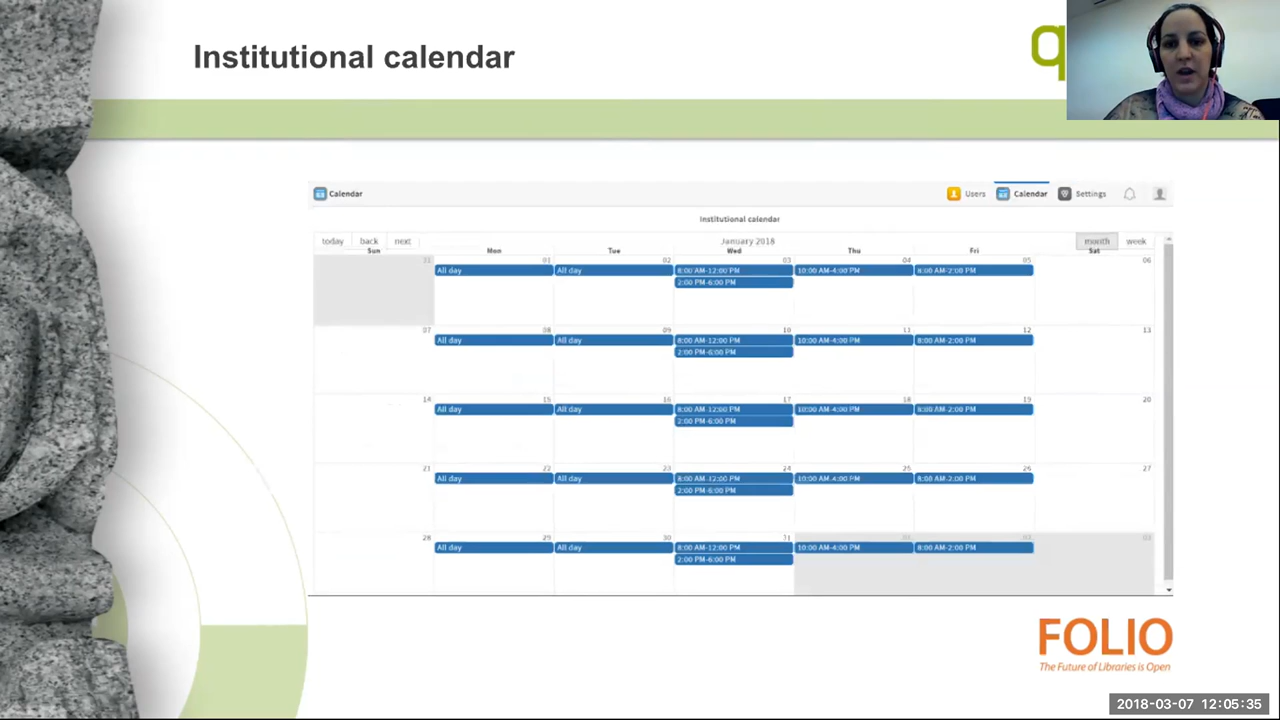 Institutional calendar
q
Calendar Users Calendar Settings
Institutional calendar
today back next January 2018 month week
Sun Mon Tue Wed Thu Fri Sat
31 01 02 03 04 05 06
All day All day 8:00 AM-12:00 PM 10:00 AM-4:00 PM 8:00 AM-2:00 PM
2:00 PM-6:00 PM
07 08 09 10 11 12 13
All day All day 8:00 AM-12:00 PM 10:00 AM-4:00 PM 8:00 AM-2:00 PM
2:00 PM-6:00 PM
14 15 16 17 18 19 20
All day All day 8:00 AM-12:00 PM 10:00 AM-4:00 PM 8:00 AM-2:00 PM
2:00 PM-6:00 PM
21 22 23 24 25 26 27
All day All day 8:00 AM-12:00 PM 10:00 AM-4:00 PM 8:00 AM-2:00 PM
2:00 PM-6:00 PM
28 29 30 31
All day All day 8:00 AM-12:00 PM 10:00 AM-4:00 PM 8:00 AM-2:00 PM
2:00 PM-6:00 PM
FOLIO
The Future of Libraries is Open
2018-03-07 12:05:35